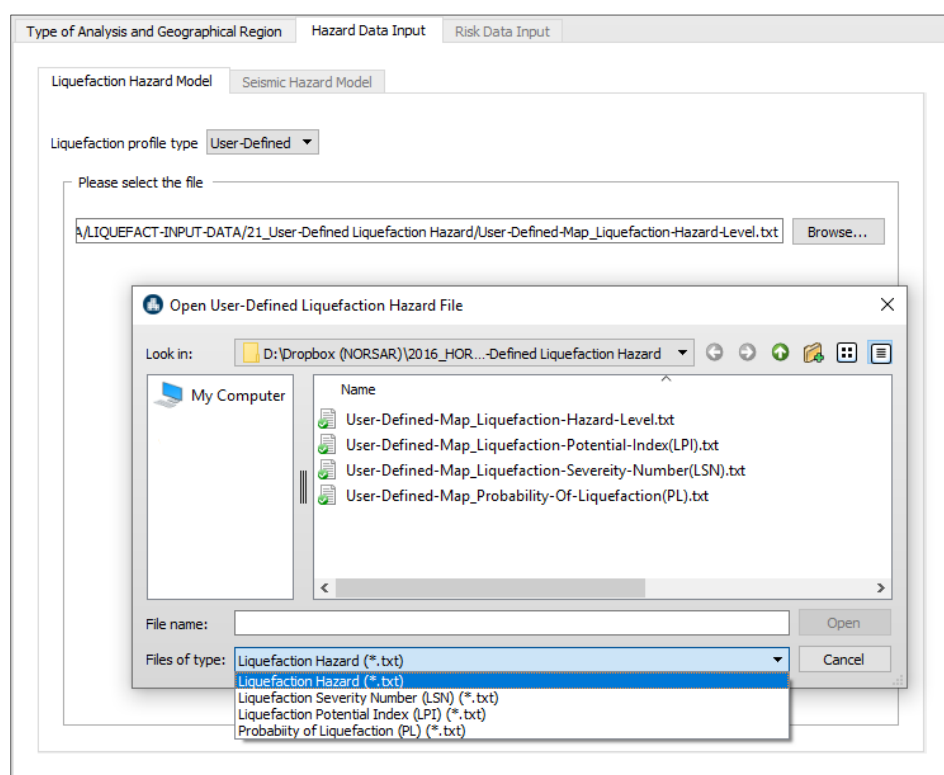 Type of Analysis and Geographical Region Hazard Data Input Risk Data Input
Liquefaction Hazard Model Seismic Hazard Model
Liquefaction profile type User-Defined
Please select the file
A/LIQUEFACT-INPUT-DATA/21_User-Defined Liquefaction Hazard/User-Defined-Map_Liquefaction-Hazard-Level.txt Browse...
Open User-Defined Liquefaction Hazard File
Look in: D:\Dropbox (NORSAR)\2016_HOR...-Defined Liquefaction Hazard
My Computer
Name
User-Defined-Map_Liquefaction-Hazard-Level.txt
User-Defined-Map_Liquefaction-Potential-Index(LPI).txt
User-Defined-Map_Liquefaction-Severeity-Number(LSN).txt
User-Defined-Map_Probability-Of-Liquefaction(PL).txt
File name: Open
Files of type: Liquefaction Hazard (*.txt) Cancel
Liquefaction Hazard (*.txt)
Liquefaction Severity Number (LSN) (*.txt)
Liquefaction Potential Index (LPI) (*.txt)
Probabiity of Liquefaction (PL) (*.txt)